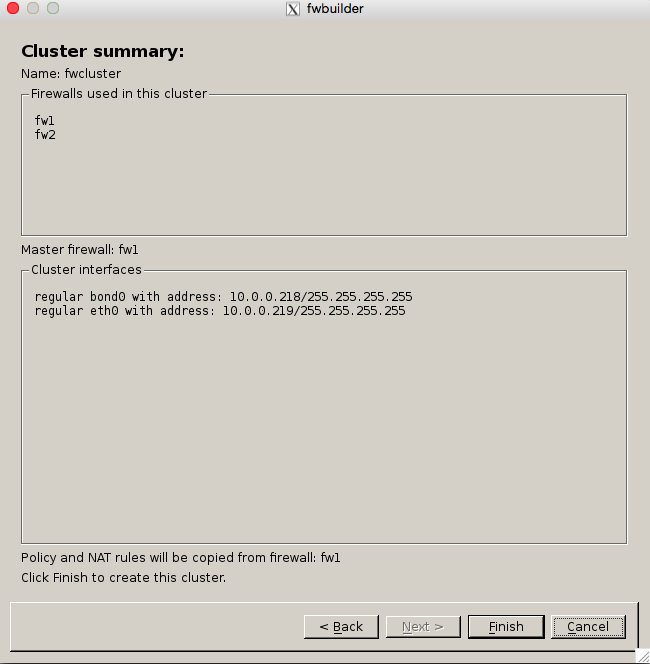 fwbuilder
Cluster summary:
Name: fwcluster
Firewalls used in this cluster
fw1
fw2
Master firewall: fw1
Cluster interfaces
regular bond0 with address: 10.0.0.218/255.255.255.255
regular eth0 with address: 10.0.0.219/255.255.255.255
Policy and NAT rules will be copied from firewall: fw1
Click Finish to create this cluster.
< Back Next > Finish Cancel